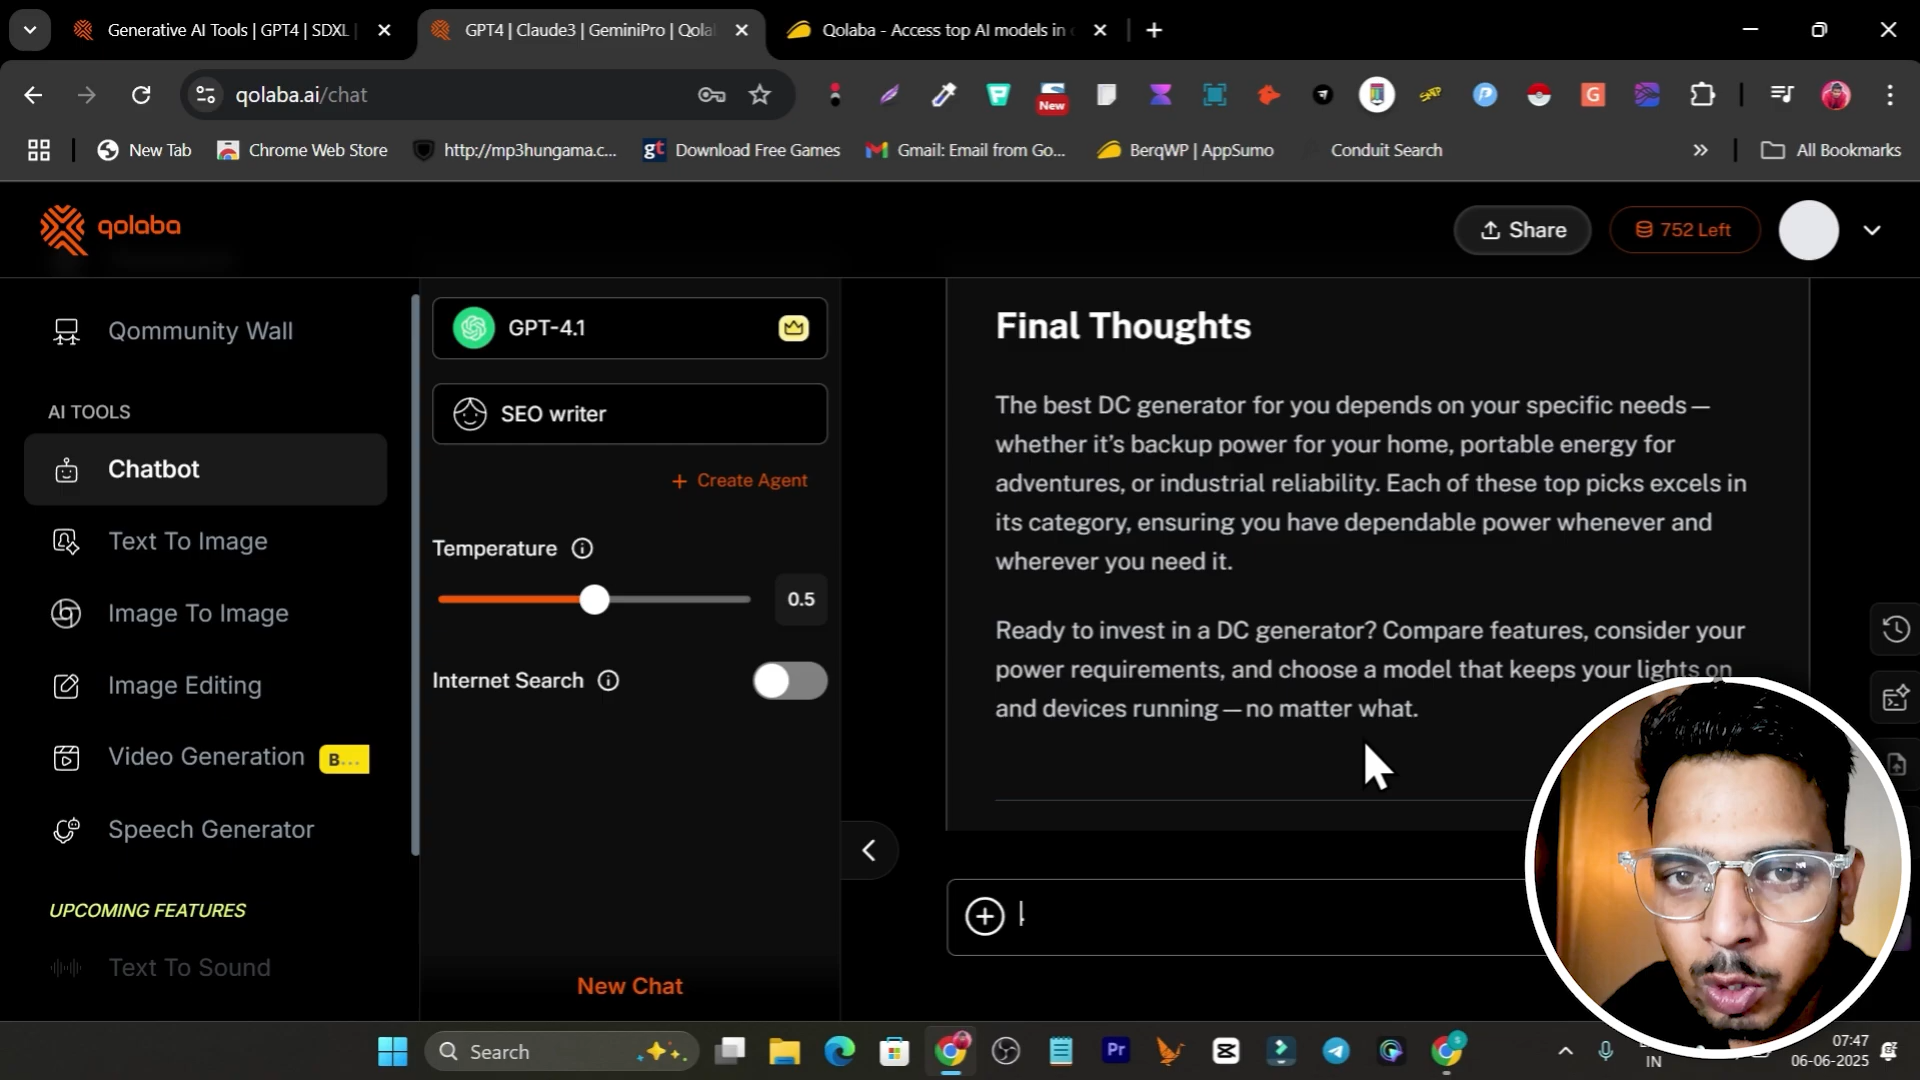 Generative AI Tools | GPT4 | SDXL |
GPT4 | Claude3 | GeminiPro | Qola
Qolaba - Access top AI models in
qolaba.ai/chat
New
G
New Tab
Chrome Web Store
http://mp3hungama.c...
gt
Download Free Games
Gmail: Email from Go...
BerqWP | AppSumo
Conduit Search
All Bookmarks
qolaba
Share
752 Left
Qommunity Wall
AI TOOLS
Chatbot
Text To Image
Image To Image
Image Editing
Video Generation
B...
Speech Generator
UPCOMING FEATURES
Text To Sound
GPT-4.1
SEO writer
+ Create Agent
Temperature
0.5
Internet Search
New Chat
Final Thoughts
The best DC generator for you depends on your specific needs—
whether it’s backup power for your home, portable energy for
adventures, or industrial reliability. Each of these top picks excels in
its category, ensuring you have dependable power whenever and
wherever you need it.
Ready to invest in a DC generator? Compare features, consider your
power requirements, and choose a model that keeps your lights on
and devices running—no matter what.
Search
Pr
IN
07:47
06-06-2025